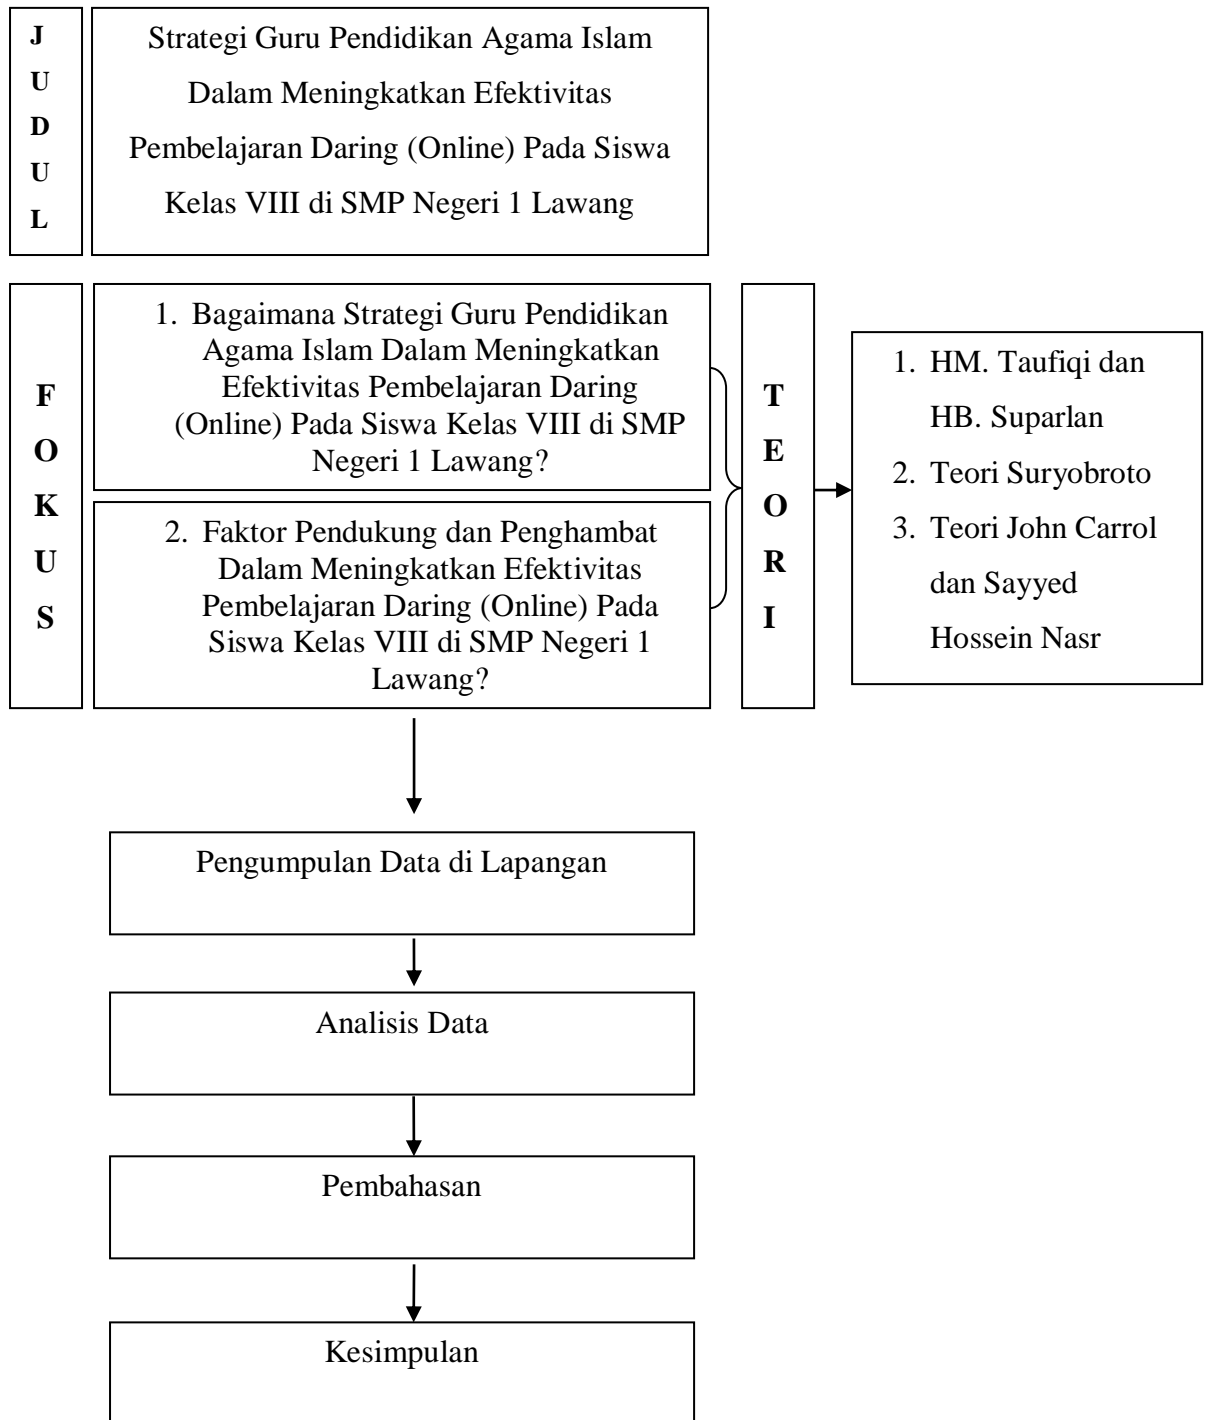 JUDUL
Strategi Guru Pendidikan Agama Islam
Dalam Meningkatkan Efektivitas
Pembelajaran Daring (Online) Pada Siswa
Kelas VIII di SMP Negeri 1 Lawang
FOKUS
1. Bagaimana Strategi Guru Pendidikan
Agama Islam Dalam Meningkatkan
Efektivitas Pembelajaran Daring
(Online) Pada Siswa Kelas VIII di SMP
Negeri 1 Lawang?
2. Faktor Pendukung dan Penghambat
Dalam Meningkatkan Efektivitas
Pembelajaran Daring (Online) Pada
Siswa Kelas VIII di SMP Negeri 1
Lawang?
TEORI
1. HM. Taufiqi dan
HB. Suparlan
2. Teori Suryobroto
3. Teori John Carrol
dan Sayyed
Hossein Nasr
Pengumpulan Data di Lapangan
Analisis Data
Pembahasan
Kesimpulan